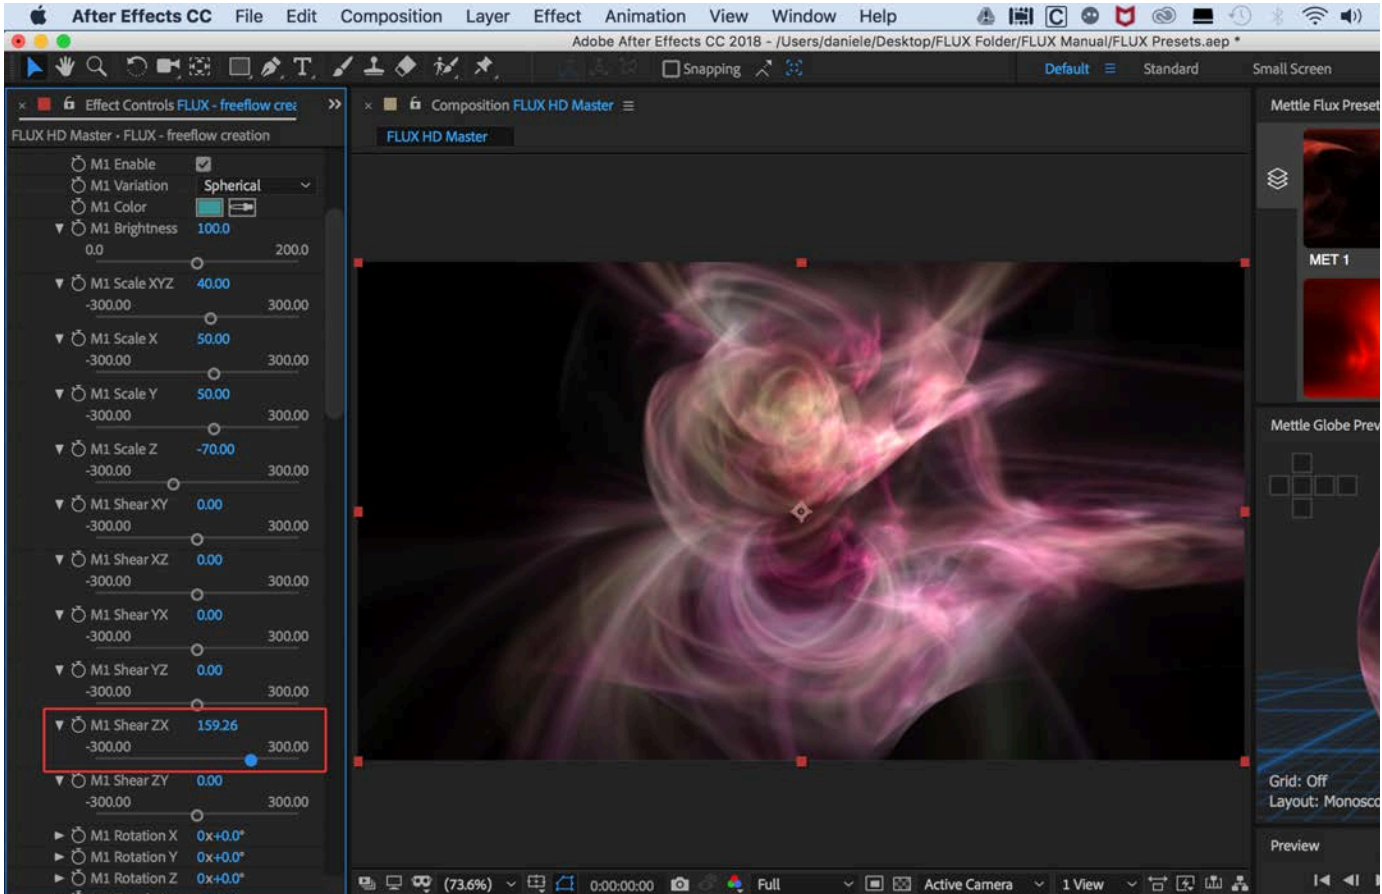 After Effects CC File Edit Composition Layer Effect Animation View Window Help
Adobe After Effects CC 2018 - /Users/daniele/Desktop/FLUX Folder/FLUX Manual/FLUX Presets.aep *
Snapping Default Standard Small Screen
Effect Controls FLUX - freeflow crea
Composition FLUX HD Master
Mettle Flux Preset
FLUX HD Master • FLUX - freeflow creation
FLUX HD Master
M1 Enable
M1 Variation Spherical
M1 Color
M1 Brightness 100.0
0.0 200.0
MET 1
M1 Scale XYZ 40.00
-300.00 300.00
M1 Scale X 50.00
-300.00 300.00
M1 Scale Y 50.00
-300.00 300.00
Mettle Globe Prev
M1 Scale Z -70.00
-300.00 300.00
M1 Shear XY 0.00
-300.00 300.00
M1 Shear XZ 0.00
-300.00 300.00
M1 Shear YX 0.00
-300.00 300.00
M1 Shear YZ 0.00
-300.00 300.00
M1 Shear ZX 159.26
-300.00 300.00
M1 Shear ZY 0.00
-300.00 300.00
Grid: Off
Layout: Monosco
M1 Rotation X 0x+0.0°
M1 Rotation Y 0x+0.0°
M1 Rotation Z 0x+0.0°
Preview
(73.6%) 0:00:00:00 Full Active Camera 1 View